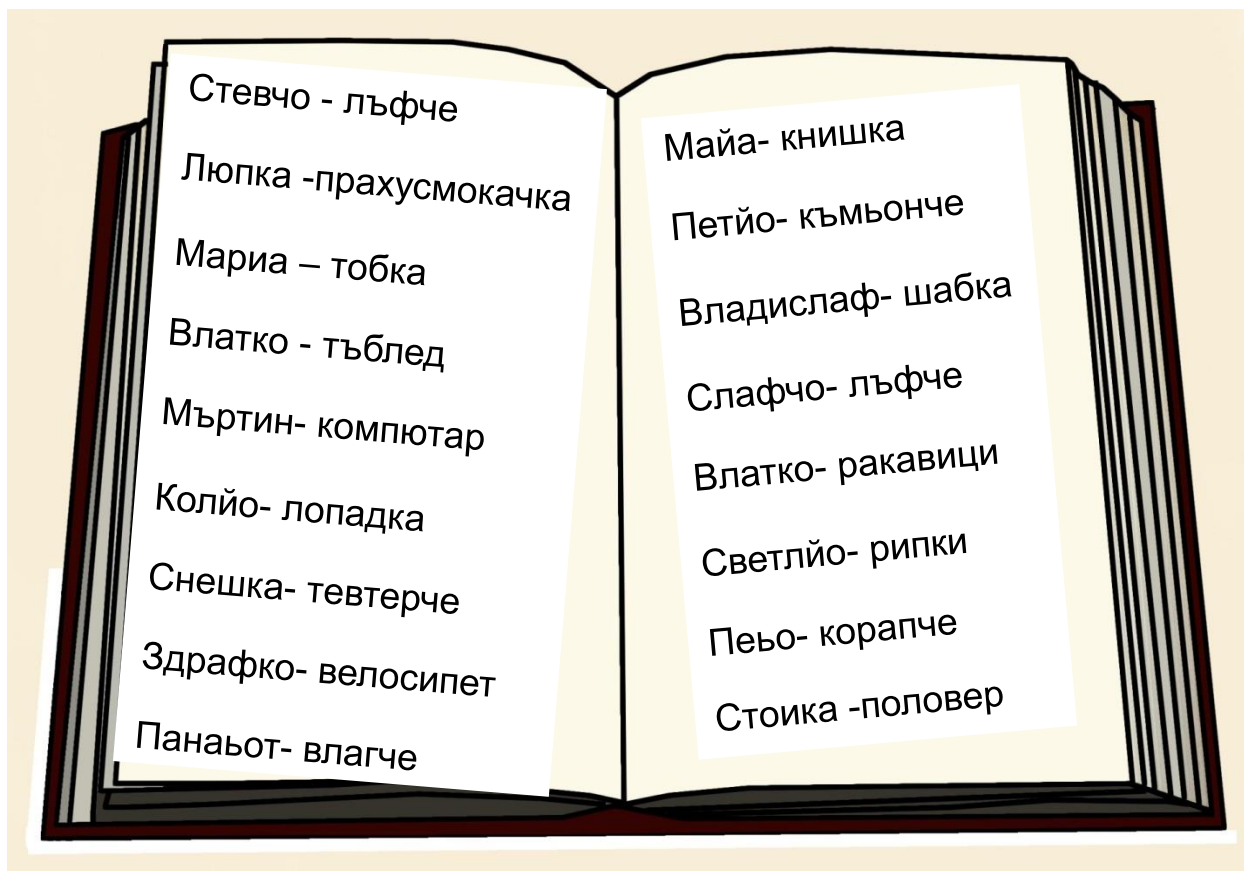 Стевчо - лъфче
Люпка -прахусмокачка
Мариа – тобка
Влатко - тъблед
Мъртин- компютар
Колйо- лопадка
Снешка- тевтерче
Здрафко- велосипет
Панаьот- влагче
Майа- книшка
Петйо- къмьонче
Владислаф- шабка
Слафчо- лъфче
Влатко- ракавици
Светлйо- рипки
Пеьо- корапче
Стоика -половер